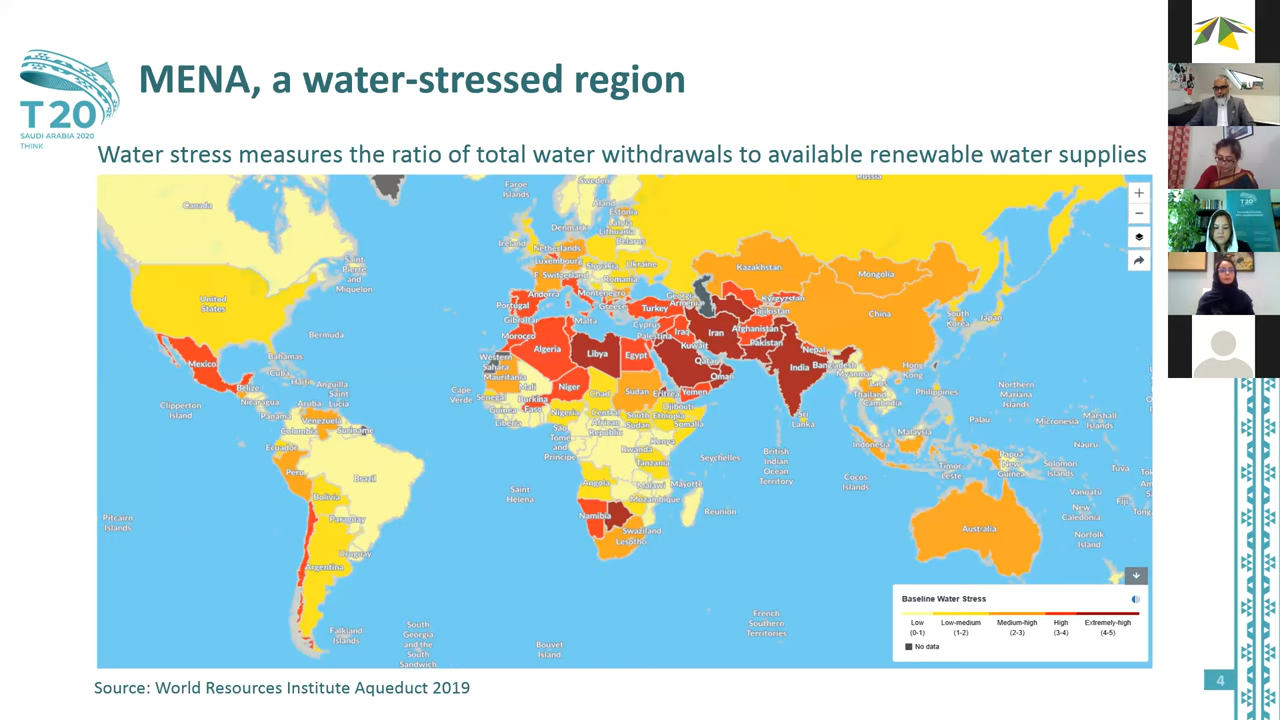 MENA, a water-stressed region
T20
SAUDI ARABIA 2020
THINK
Water stress measures the ratio of total water withdrawals to available renewable water supplies
Canada
Faroe
Islands
Sweden
Russia
Aland
Estonia
Latvia
Lithuania
Belarus
Denmark
Ireland
Netherlands
Luxembourg
Slovakia
Ukraine
Switzerland
Romania
Kazakhstan
Mongolia
Saint
Pierre
and
Miquelon
Andorra
Montenegro
Georgia
Armenia
Kyrgyzstan
Tajikistan
United
States
Portugal
Gibraltar
Greece
Turkey
Malta
Cyprus
Palestine
Iraq
Iran
Afghanistan
China
South
Korea
Japan
Bermuda
Morocco
Algeria
Libya
Egypt
Kuwait
Pakistan
Nepal
Mexico
Bahamas
Cuba
Haiti
Western
Sahara
Mauritania
Qatar
Oman
India
Bangladesh
Myanmar
Hong
Kong
Belize
Nicaragua
Anguilla
Saint
Lucia
Aruba
Cape
Verde
Senegal
Mali
Niger
Chad
Sudan
Eritrea
Yemen
Laos
Thailand
Cambodia
Philippines
Northern
Mariana
Islands
Clipperton
Island
Panama
Venezuela
Colombia
Suriname
Guinea
Liberia
Burkina
Faso
Nigeria
Central
African
Republic
South
Sudan
Djibouti
Ethiopia
Somalia
Sri
Lanka
Palau
Micronesia
Marshall
Islands
Ecuador
Sao
Tome
and
Principe
Kenya
Rwanda
Tanzania
Seychelles
British
Indian
Ocean
Territory
Malaysia
Indonesia
Nauru
Peru
Brazil
Angola
Malawi
Mayotte
Cocos
Islands
Timor
Leste
Papua
New
Guinea
Solomon
Islands
Tuva
Bolivia
Saint
Helena
Mozambique
Vanuatu
Fiji
Tonga
Pitcairn
Islands
Paraguay
Namibia
Reunion
New
Caledonia
Uruguay
Swaziland
Lesotho
Australia
Norfolk
Island
Argentina
Falkland
Islands
South
Georgia
and the
South
Sandwich
Bouvet
Island
French
Southern
Territories
Baseline Water Stress
Low
(0-1)
Low-medium
(1-2)
Medium-high
(2-3)
High
(3-4)
Extremely-high
(4-5)
No data
Source: World Resources Institute Aqueduct 2019
4